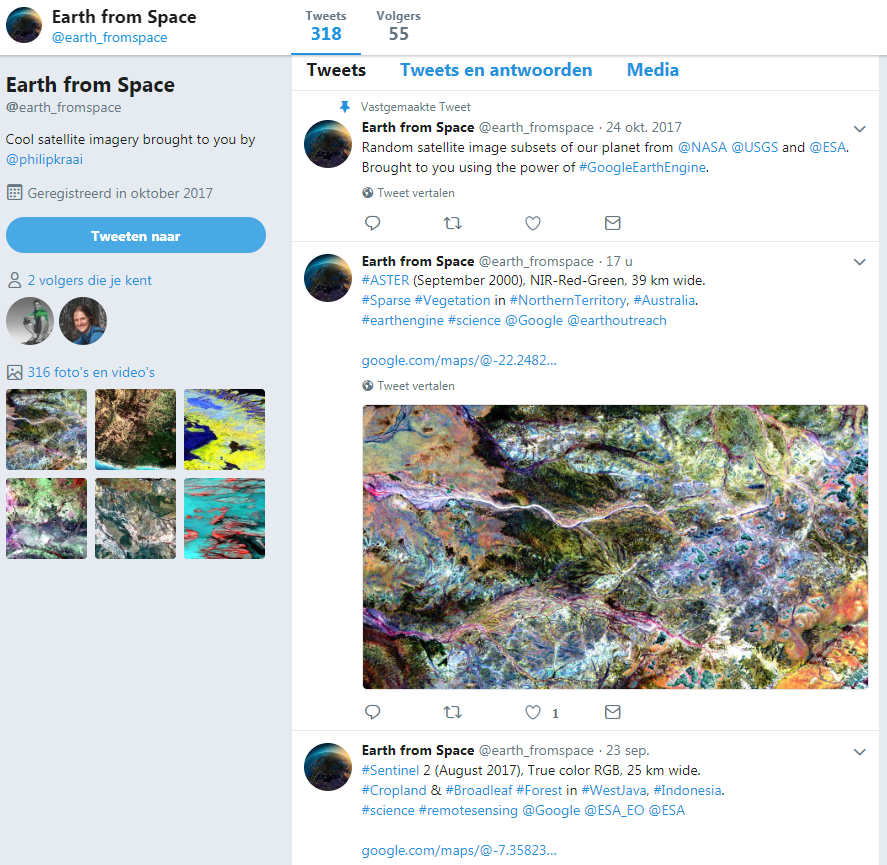 Earth from Space
@earth_fromspace
Tweets
318
Volgers
55
Earth from Space
@earth_fromspace
Cool satellite imagery brought to you by
@philipkraai
Geregistreerd in oktober 2017
Tweeten naar
2 volgers die je kent
316 foto's en video's
Tweets Tweets en antwoorden Media
Vastgemaakte Tweet
Earth from Space @earth_fromspace · 24 okt. 2017
Random satellite image subsets of our planet from @NASA @USGS and @ESA.
Brought to you using the power of #GoogleEarthEngine.
Tweet vertalen
Earth from Space @earth_fromspace · 17 u
#ASTER (September 2000), NIR-Red-Green, 39 km wide.
#Sparse #Vegetation in #NorthernTerritory, #Australia.
#earthengine #science @Google @earthoutreach
google.com/maps/@-22.2482...
Tweet vertalen
1
Earth from Space @earth_fromspace · 23 sep.
#Sentinel 2 (August 2017), True color RGB, 25 km wide.
#Cropland & #Broadleaf #Forest in #WestJava, #Indonesia.
#science #remotesensing @Google @ESA_EO @ESA
google.com/maps/@-7.35823...